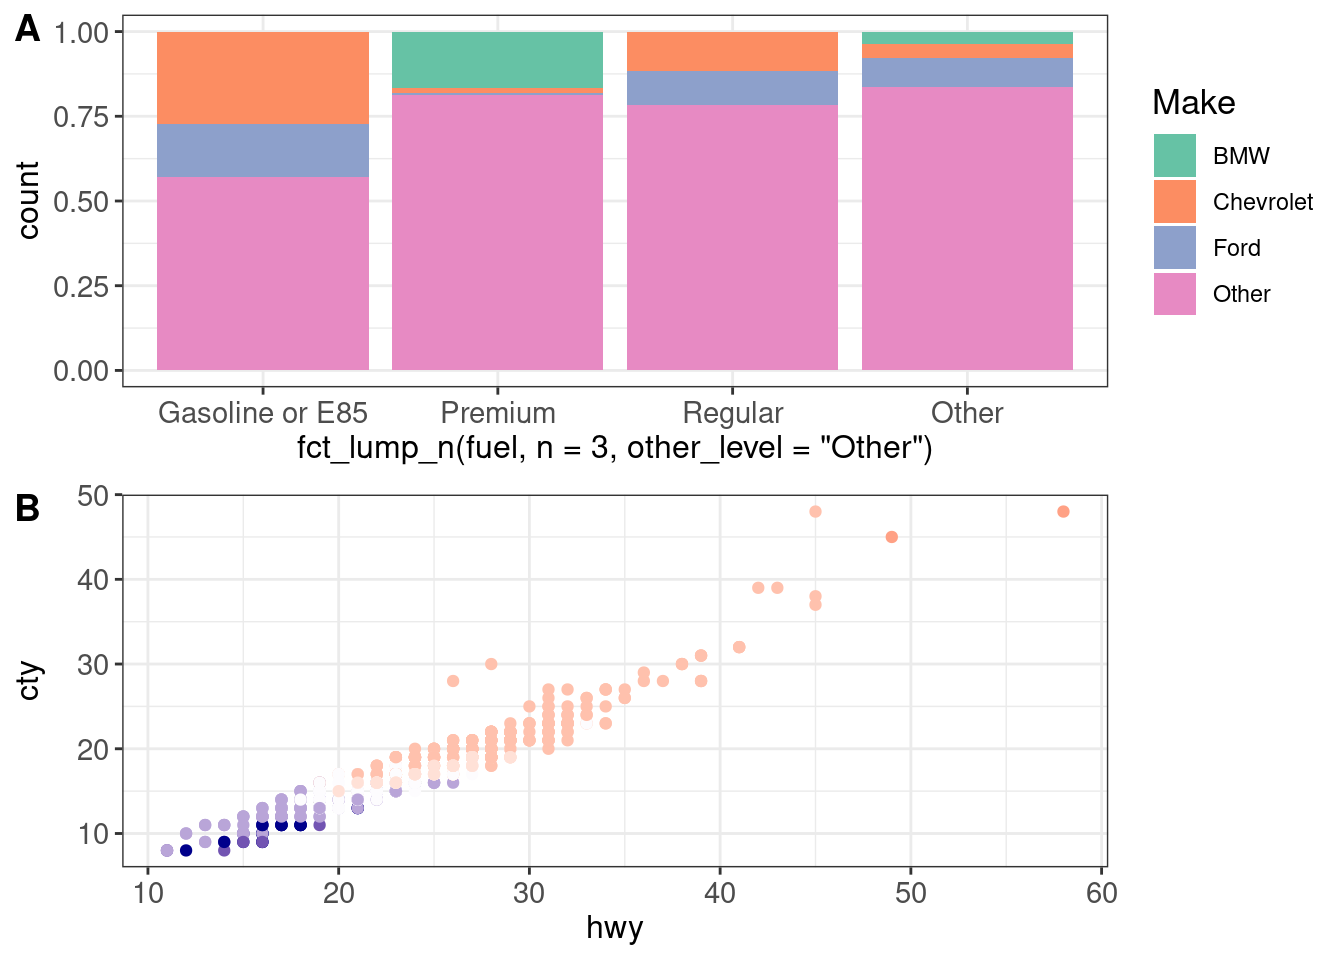 A
1.00
0.75
0.50
0.25
0.00
count
Gasoline or E85 Premium Regular Other
fct_lump_n(fuel, n = 3, other_level = "Other")
Make
BMW
Chevrolet
Ford
Other
B
50
40
30
20
10
cty
10 20 30 40 50 60
hwy